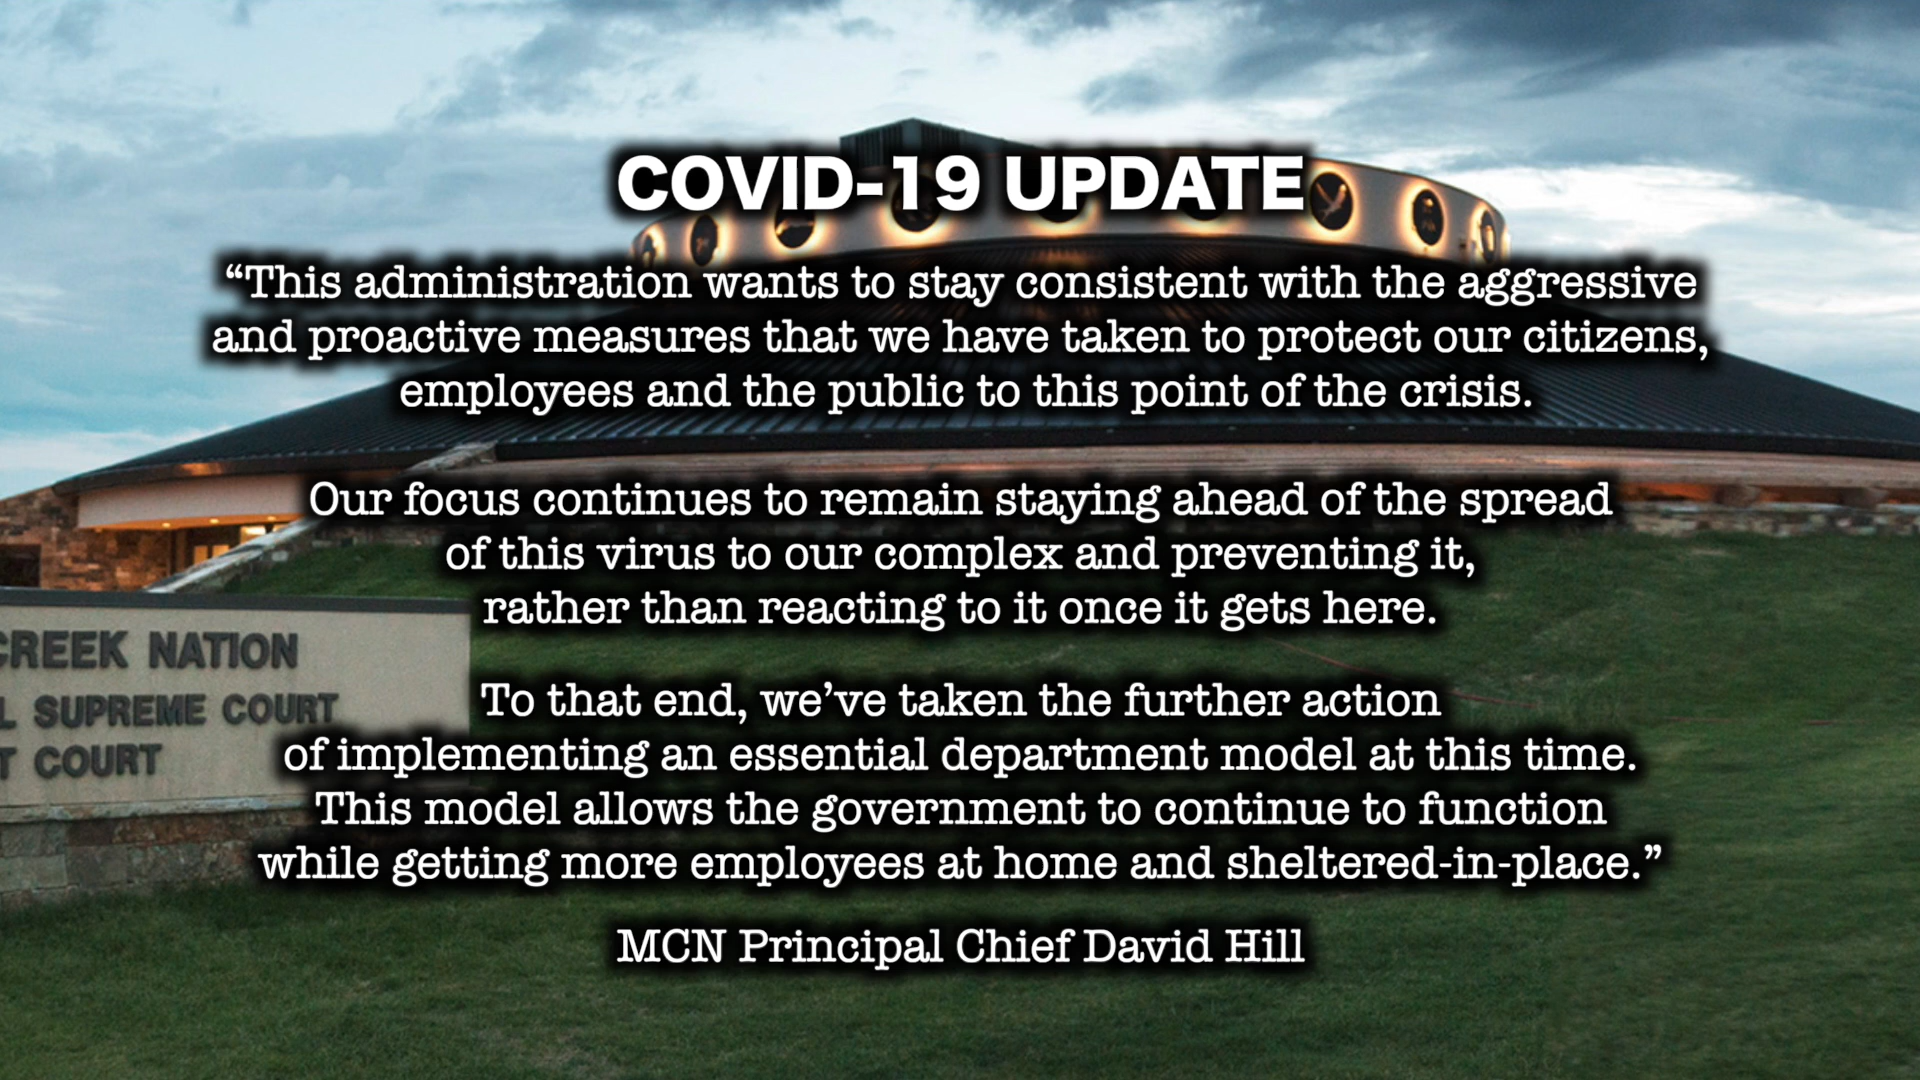 COVID-19 UPDATE
“This administration wants to stay consistent with the aggressive
and proactive measures that we have taken to protect our citizens,
employees and the public to this point of the crisis.
Our focus continues to remain staying ahead of the spread
of this virus to our complex and preventing it,
rather than reacting to it once it gets here.
CREEK NATION
L SUPREME COURT
T COURT
To that end, we’ve taken the further action
of implementing an essential department model at this time.
This model allows the government to continue to function
while getting more employees at home and sheltered-in-place.”
MCN Principal Chief David Hill